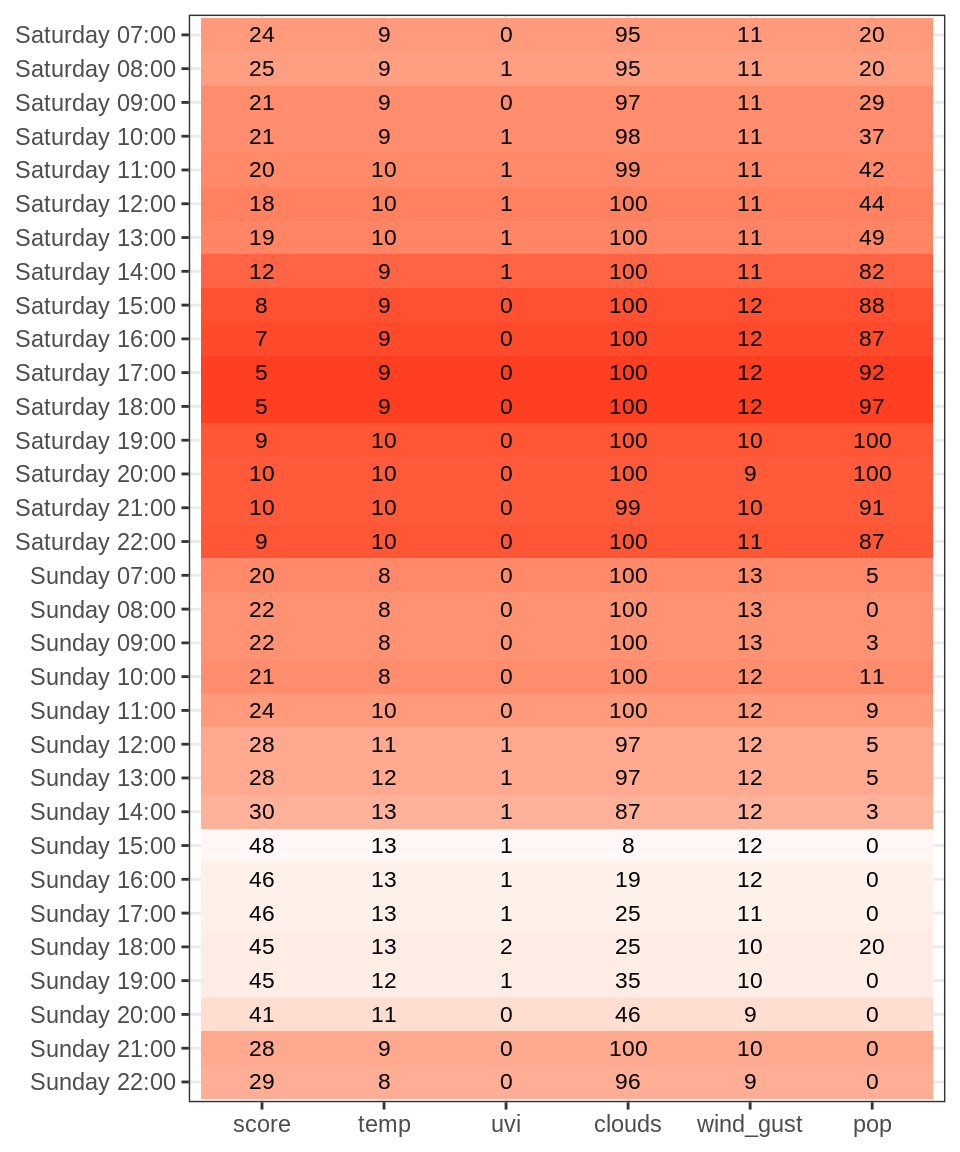 Saturday 07:00 24 9 0 95 11 20
Saturday 08:00 25 9 1 95 11 20
Saturday 09:00 21 9 0 97 11 29
Saturday 10:00 21 9 1 98 11 37
Saturday 11:00 20 10 1 99 11 42
Saturday 12:00 18 10 1 100 11 44
Saturday 13:00 19 10 1 100 11 49
Saturday 14:00 12 9 1 100 11 82
Saturday 15:00 8 9 0 100 12 88
Saturday 16:00 7 9 0 100 12 87
Saturday 17:00 5 9 0 100 12 92
Saturday 18:00 5 9 0 100 12 97
Saturday 19:00 9 10 0 100 10 100
Saturday 20:00 10 10 0 100 9 100
Saturday 21:00 10 10 0 99 10 91
Saturday 22:00 9 10 0 100 11 87
Sunday 07:00 20 8 0 100 13 5
Sunday 08:00 22 8 0 100 13 0
Sunday 09:00 22 8 0 100 13 3
Sunday 10:00 21 8 0 100 12 11
Sunday 11:00 24 10 0 100 12 9
Sunday 12:00 28 11 1 97 12 5
Sunday 13:00 28 12 1 97 12 5
Sunday 14:00 30 13 1 87 12 3
Sunday 15:00 48 13 1 8 12 0
Sunday 16:00 46 13 1 19 12 0
Sunday 17:00 46 13 1 25 11 0
Sunday 18:00 45 13 2 25 10 20
Sunday 19:00 45 12 1 35 10 0
Sunday 20:00 41 11 0 46 9 0
Sunday 21:00 28 9 0 100 10 0
Sunday 22:00 29 8 0 96 9 0
score temp uvi clouds wind_gust pop